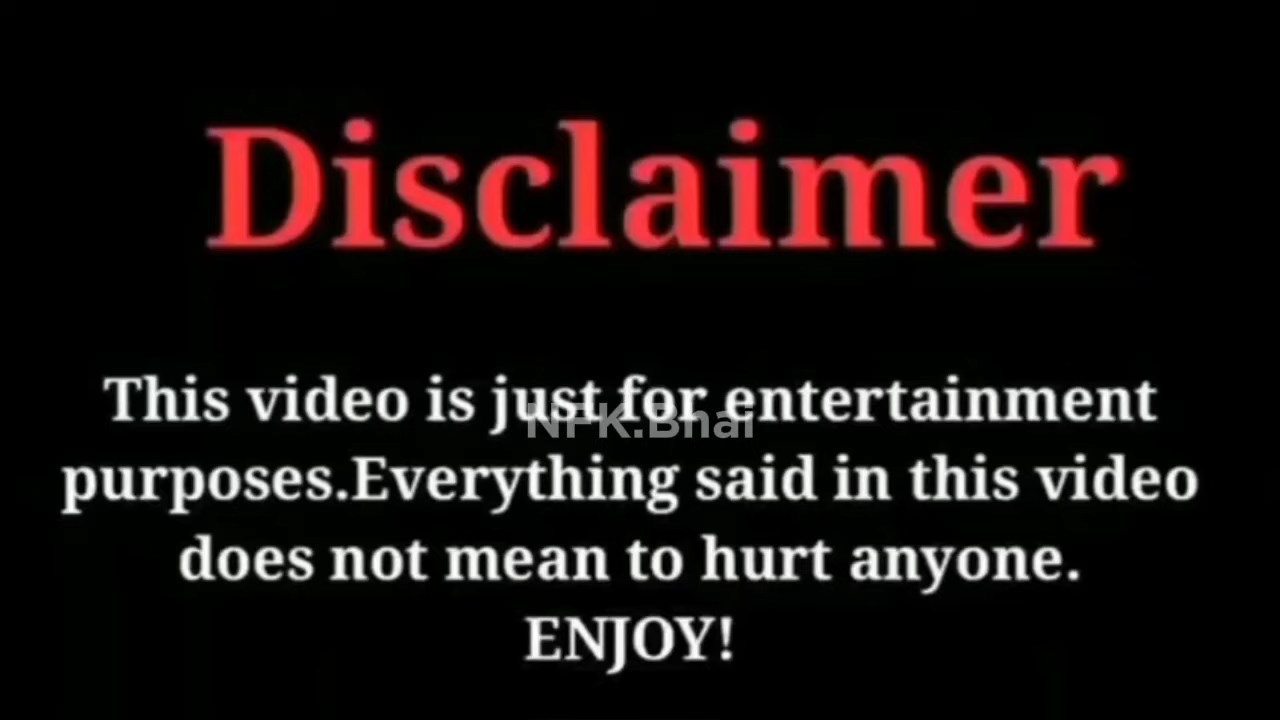 Disclaimer
This video is just for entertainment
NFK.Bhai
purposes.Everything said in this video
does not mean to hurt anyone.
ENJOY!